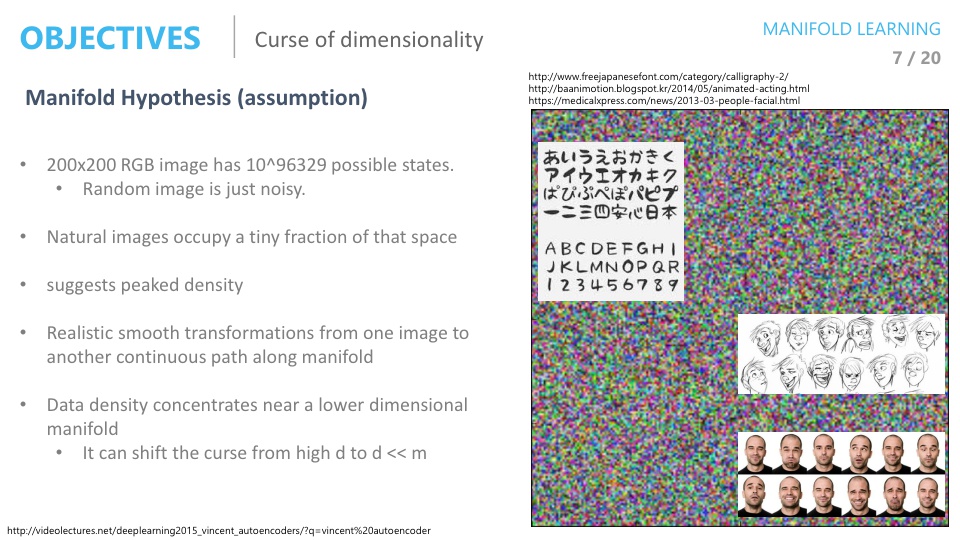 OBJECTIVES
Curse of dimensionality
MANIFOLD LEARNING
7 / 20
Manifold Hypothesis (assumption)
• 200x200 RGB image has 10^96329 possible states.
• Random image is just noisy.
• Natural images occupy a tiny fraction of that space
• suggests peaked density
• Realistic smooth transformations from one image to
another continuous path along manifold
• Data density concentrates near a lower dimensional
manifold
• It can shift the curse from high d to d << m
http://videolectures.net/deeplearning2015_vincent_autoencoders/?q=vincent%20autoencoder
http://www.freejapanesefont.com/category/calligraphy-2/
http://baanimotion.blogspot.kr/2014/05/animated-acting.html
https://medicalxpress.com/news/2013-03-people-facial.html
あいうえおかきく
アイウエオカキク
ぱぴぷぺぽパピプ
一二三四安心日本
ABCDEFGHI
JKLMNOPQR
123456789